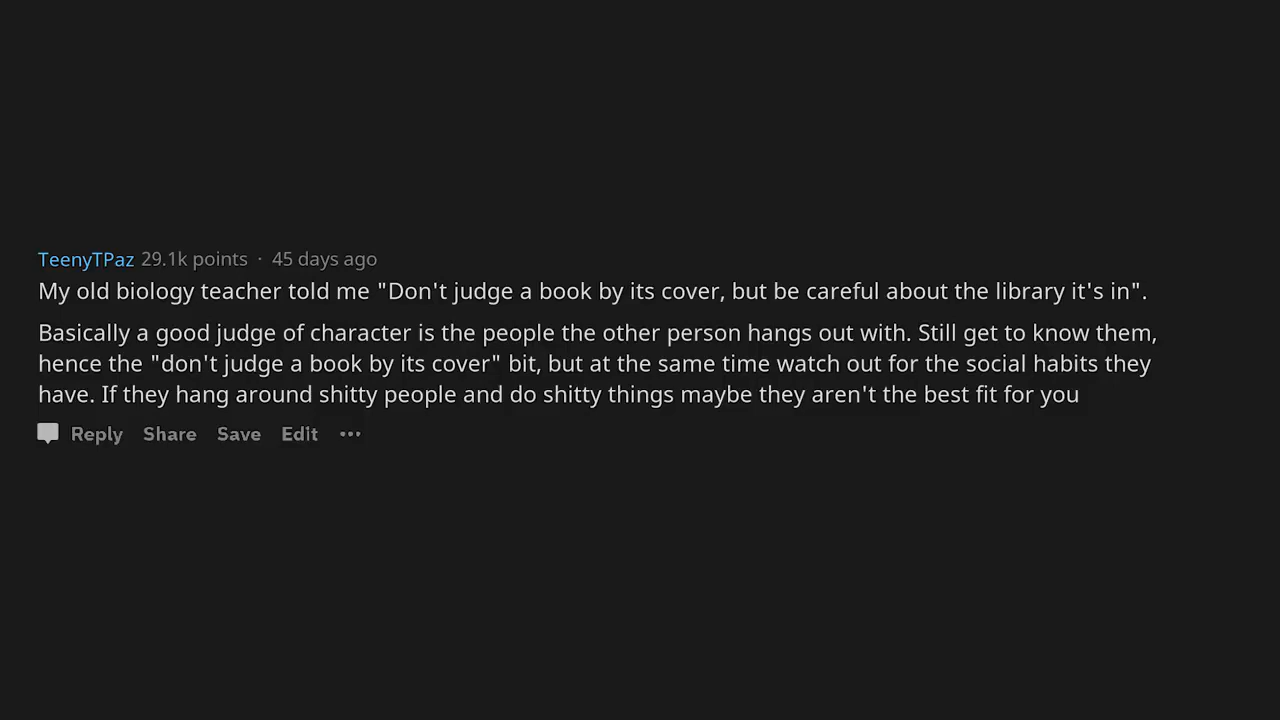 TeenyTPaz 29.1k points · 45 days ago
My old biology teacher told me "Don't judge a book by its cover, but be careful about the library it's in".
Basically a good judge of character is the people the other person hangs out with. Still get to know them,
hence the "don't judge a book by its cover" bit, but at the same time watch out for the social habits they
have. If they hang around shitty people and do shitty things maybe they aren't the best fit for you
Reply Share Save Edit ···